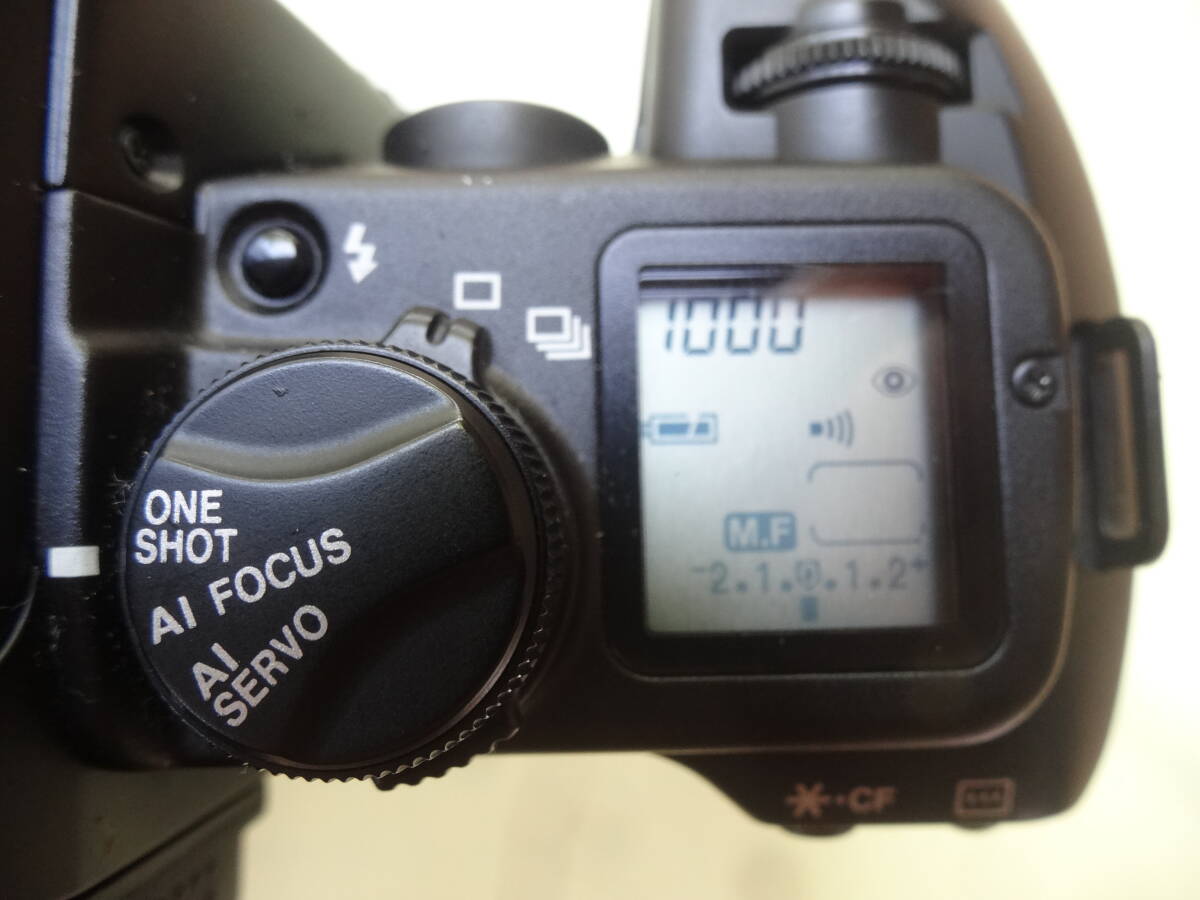 1000
ONE
SHOT
AI FOCUS
AI
SERVO
M.F
-2.1.0.1.2+
*·CF